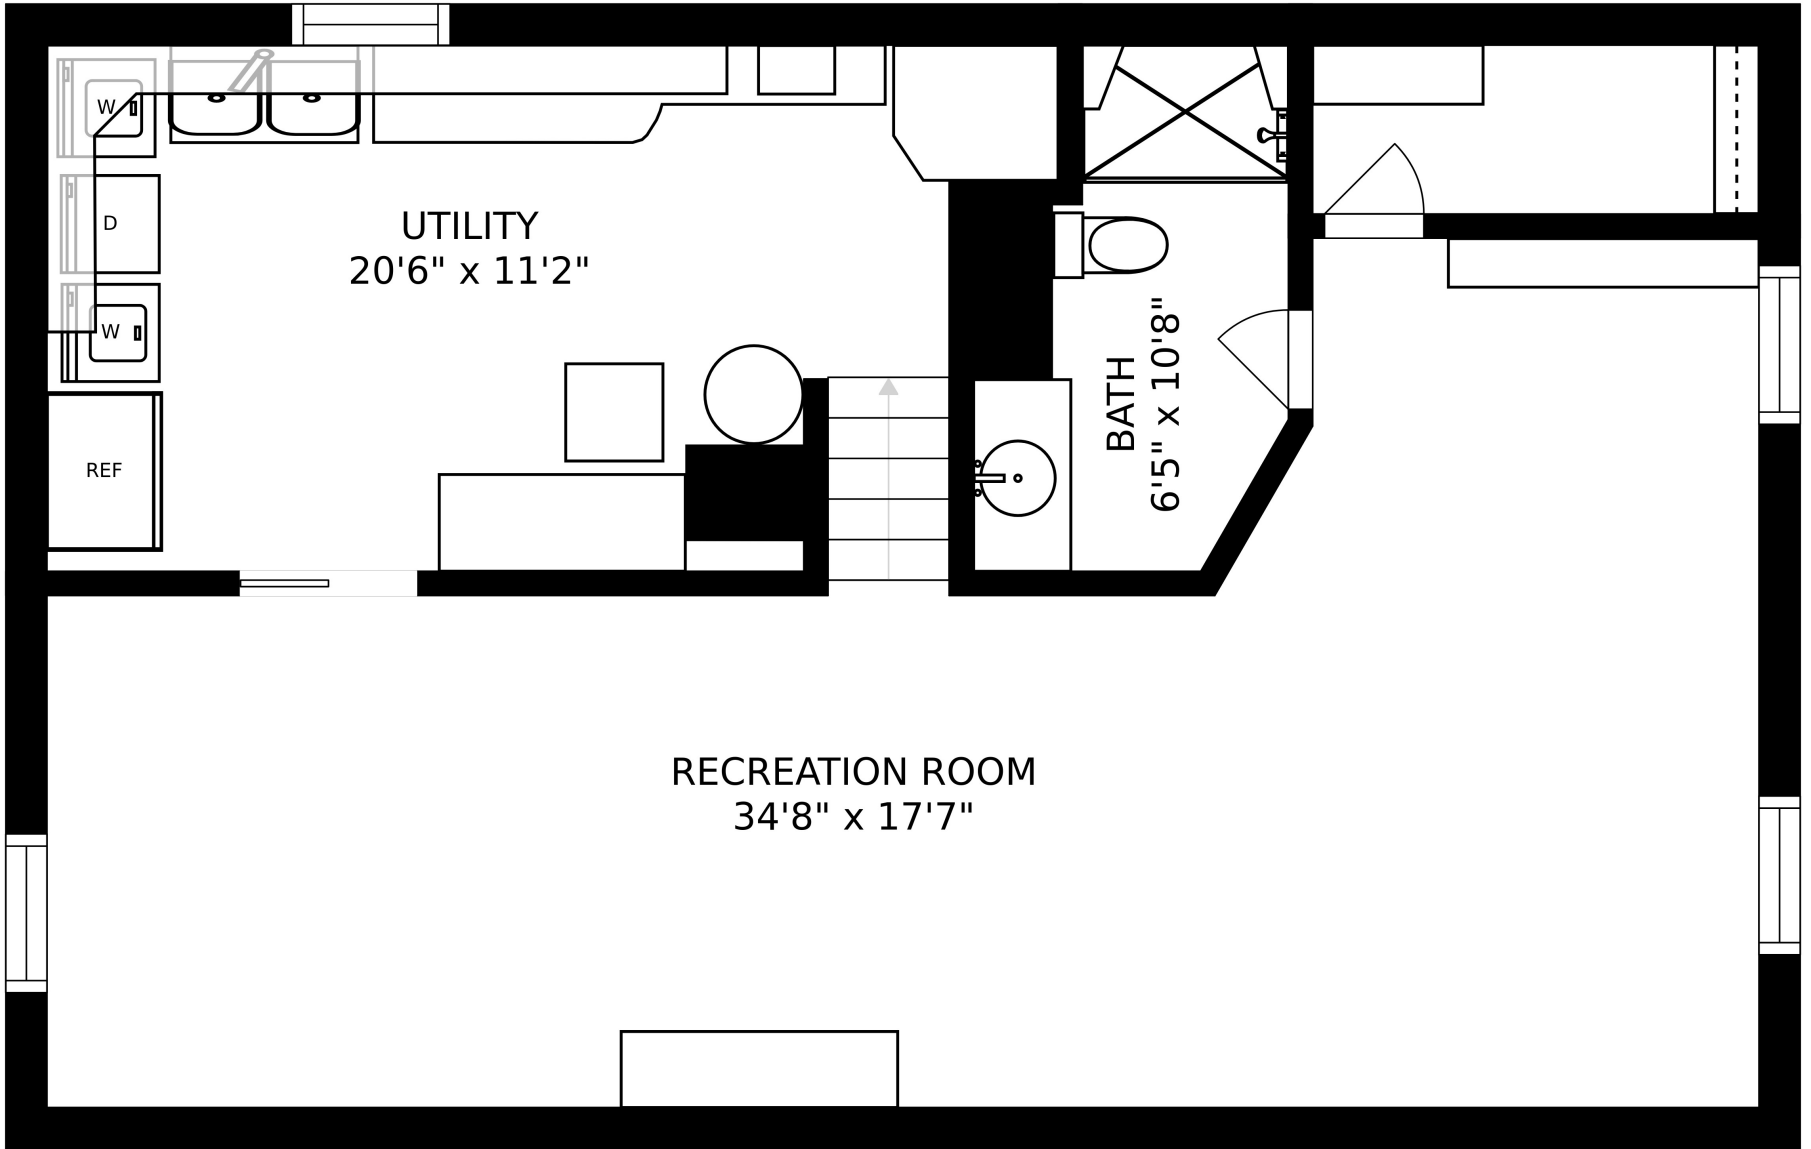 W
D
W
REF
UTILITY
20'6" x 11'2"
BATH
6'5" x 10'8"
RECREATION ROOM
34'8" x 17'7"